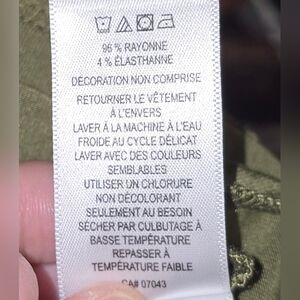 96 % RAYONNE
4 % ÉLASTHANNE
DÉCORATION NON COMPRISE
RETOURNER LE VÊTEMENT
À L'ENVERS
LAVER À LA MACHINE À L'EAU
FROIDE AU CYCLE DÉLICAT
LAVER AVEC DES COULEURS
SEMBLABLES
UTILISER UN CHLORURE
NON DÉCOLORANT
SEULEMENT AU BESOIN
SÉCHER PAR CULBUTAGE À
BASSE TEMPÉRATURE
REPASSER À
TEMPÉRATURE FAIBLE
CA# 07043